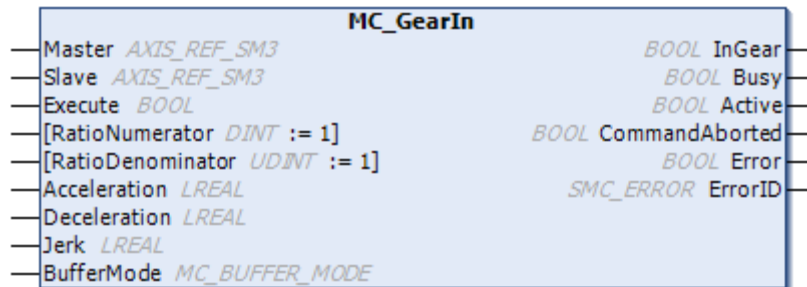 MC_GearIn
Master AXIS_REF_SM3 BOOL InGear
Slave AXIS_REF_SM3 BOOL Busy
Execute BOOL BOOL Active
[RatioNumerator DINT := 1] BOOL CommandAborted
[RatioDenominator UDINT := 1] BOOL Error
Acceleration LREAL SMC_ERROR ErrorID
Deceleration LREAL
Jerk LREAL
BufferMode MC_BUFFER_MODE